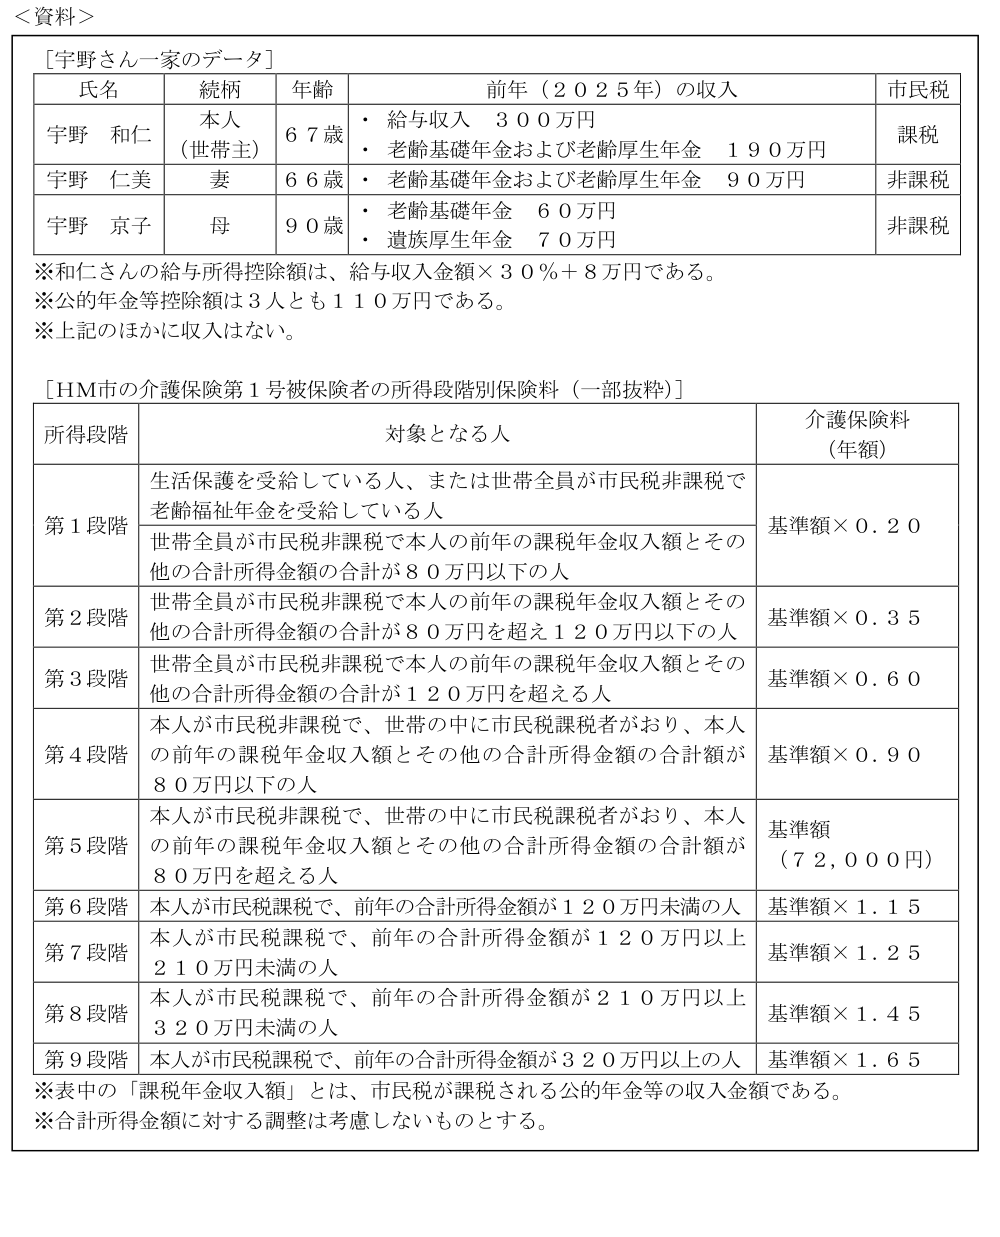 ＜資料＞
［宇野さん一家のデータ］
氏名 続柄 年齢 前年（２０２５年）の収入 市民税
宇野　和仁 本人（世帯主） ６７歳 ・ 給与収入　３００万円 課税
・ 老齢基礎年金および老齢厚生年金　１９０万円
宇野　仁美 妻 ６６歳 ・ 老齢基礎年金および老齢厚生年金　９０万円 非課税
宇野　京子 母 ９０歳 ・ 老齢基礎年金　６０万円 非課税
・ 遺族厚生年金　７０万円
※和仁さんの給与所得控除額は、給与収入金額×３０％＋８万円である。
※公的年金等控除額は３人とも１１０万円である。
※上記のほかに収入はない。
［ＨＭ市の介護保険第１号被保険者の所得段階別保険料（一部抜粋）］
所得段階 対象となる人 介護保険料
（年額）
第１段階
生活保護を受給している人、または世帯全員が市民税非課税で
老齢福祉年金を受給している人
世帯全員が市民税非課税で本人の前年の課税年金収入額とその
他の合計所得金額の合計が８０万円以下の人
基準額×０.２０
第２段階
世帯全員が市民税非課税で本人の前年の課税年金収入額とその
他の合計所得金額の合計が８０万円を超え１２０万円以下の人
基準額×０.３５
第３段階
世帯全員が市民税非課税で本人の前年の課税年金収入額とその
他の合計所得金額の合計が１２０万円を超える人
基準額×０.６０
第４段階
本人が市民税非課税で、世帯の中に市民税課税者がおり、本人
の前年の課税年金収入額とその他の合計所得金額の合計額が
８０万円以下の人
基準額×０.９０
第５段階
本人が市民税非課税で、世帯の中に市民税課税者がおり、本人
の前年の課税年金収入額とその他の合計所得金額の合計額が
８０万円を超える人
基準額
（７２,０００円）
第６段階 本人が市民税課税で、前年の合計所得金額が１２０万円未満の人 基準額×１.１５
第７段階
本人が市民税課税で、前年の合計所得金額が１２０万円以上
２１０万円未満の人
基準額×１.２５
第８段階
本人が市民税課税で、前年の合計所得金額が２１０万円以上
３２０万円未満の人
基準額×１.４５
第９段階 本人が市民税課税で、前年の合計所得金額が３２０万円以上の人 基準額×１.６５
※表中の「課税年金収入額」とは、市民税が課税される公的年金等の収入金額である。
※合計所得金額に対する調整は考慮しないものとする。